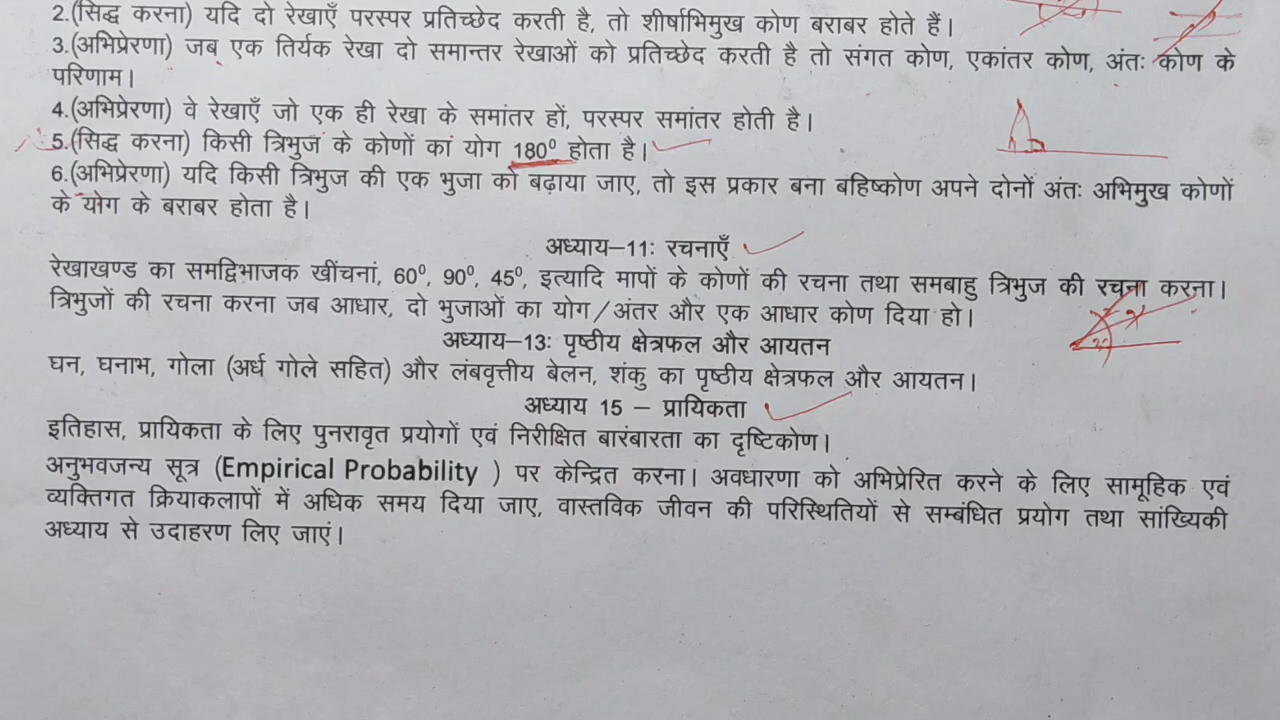 2.(सिद्ध करना) यदि दो रेखाएँ परस्पर प्रतिच्छेद करती है, तो शीर्षाभिमुख कोण बराबर होते हैं।
3.(अभिप्रेरणा) जब एक तिर्यक रेखा दो समान्तर रेखाओं को प्रतिच्छेद करती है तो संगत कोण, एकांतर कोण, अंतः कोण के
परिणाम।
4.(अभिप्रेरणा) वे रेखाएँ जो एक ही रेखा के समांतर हों, परस्पर समांतर होती है।
5.(सिद्ध करना) किसी त्रिभुज के कोणों कां योग 180⁰ होता है।
6.(अभिप्रेरणा) यदि किसी त्रिभुज की एक भुजा को बढ़ाया जाए, तो इस प्रकार बना बहिष्कोण अपने दोनों अंतः अभिमुख कोणों
के योग के बराबर होता है।
अध्याय–11ः रचनाएँ
रेखाखण्ड का समद्विभाजक खींचनां, 60⁰, 90⁰, 45⁰, इत्यादि मापों के कोणों की रचना तथा समबाहु त्रिभुज की रचना करना।
त्रिभुजों की रचना करना जब आधार, दो भुजाओं का योग/अंतर और एक आधार कोण दिया हो।
अध्याय–13ः पृष्ठीय क्षेत्रफल और आयतन
घन, घनाभ, गोला (अर्ध गोले सहित) और लंबवृत्तीय बेलन, शंकु का पृष्ठीय क्षेत्रफल और आयतन।
अध्याय 15 – प्रायिकता
इतिहास, प्रायिकता के लिए पुनरावृत प्रयोगों एवं निरीक्षित बारंबारता का दृष्टिकोण।
अनुभवजन्य सूत्र (Empirical Probability ) पर केन्द्रित करना। अवधारणा को अभिप्रेरित करने के लिए सामूहिक एवं
व्यक्तिगत क्रियाकलापों में अधिक समय दिया जाए, वास्तविक जीवन की परिस्थितियों से सम्बंधित प्रयोग तथा सांख्यिकी
अध्याय से उदाहरण लिए जाएं।